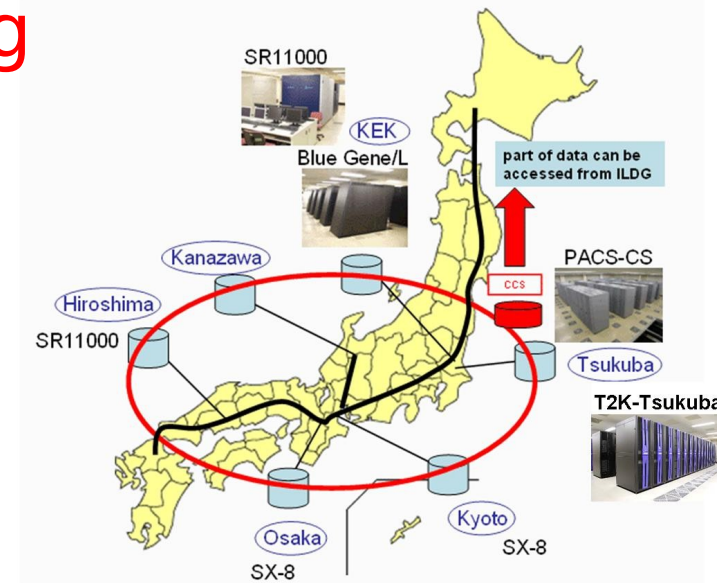 g
SR11000
KEK
Blue Gene/L
part of data can be
accessed from ILDG
Kanazawa
PACS-CS
CCS
Hiroshima
SR11000
Tsukuba
T2K-Tsukuba
Kyoto
Osaka
SX-8
SX-8